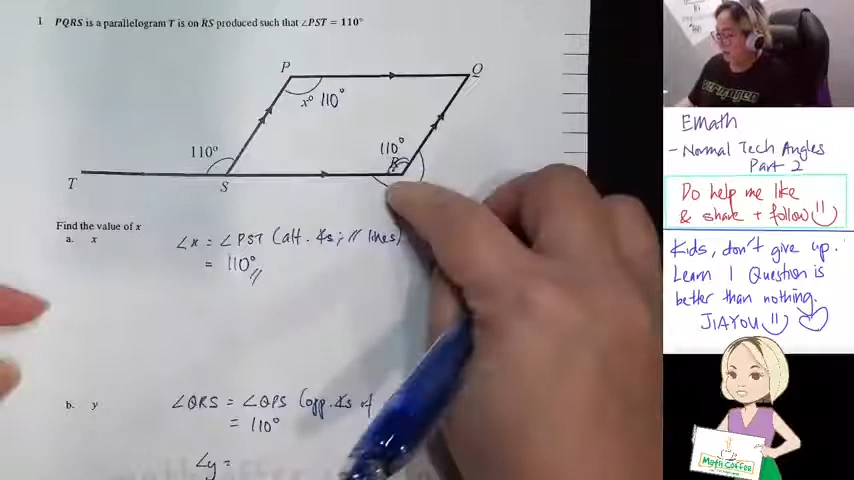 1 PQRS is a parallelogram T is on RS produced such that ∠PST = 110°
P
Q
x° 110°
110°
110°
R
T
S
Find the value of x
a. x
∠x = ∠PST (alt. ∠s; // lines)
= 110°//
b. y
∠QRS = ∠QPS (opp. ∠s of
= 110°
∠y =
EMath
- Normal Tech Angles
Part 2
Do help me like
& share + follow
Kids, don't give up.
Learn 1 Question is
better than nothing.
JIAYOU
Math Coffee